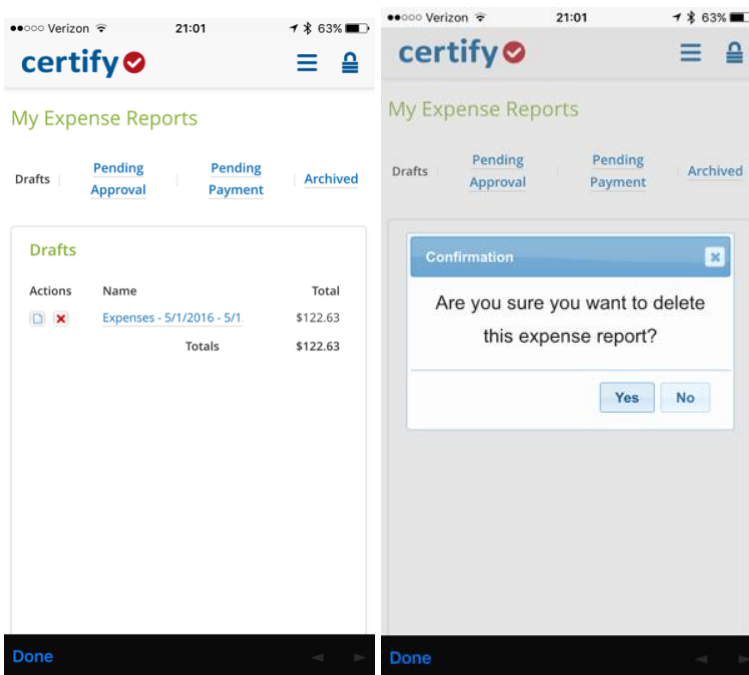 Verizon 21:01 63%
certify
My Expense Reports
Drafts Pending Approval Pending Payment Archived
Drafts
Actions Name Total
Expenses - 5/1/2016 - 5/1. $122.63
Totals $122.63
Done
Verizon 21:01 63%
certify
My Expense Reports
Drafts Pending Approval Pending Payment Archived
Confirmation
Are you sure you want to delete
this expense report?
Yes No
Done